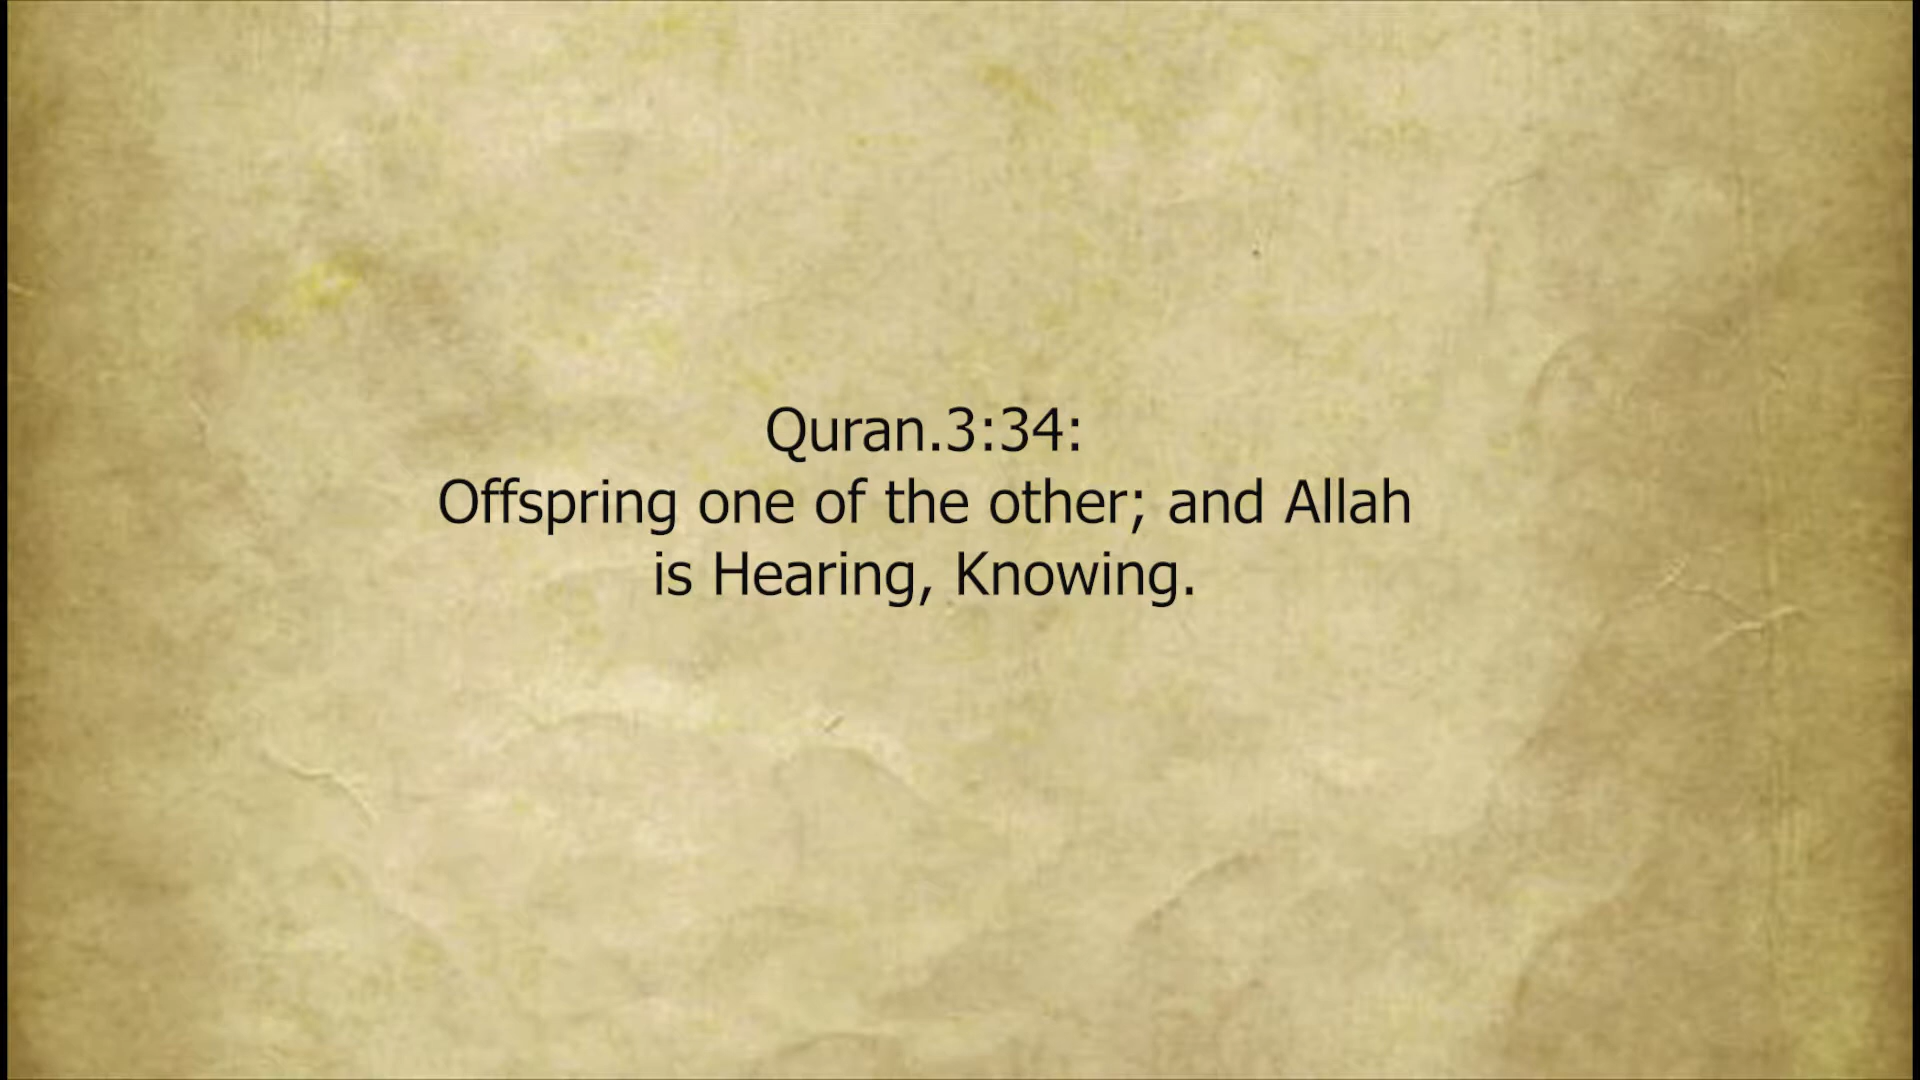 Quran.3:34:
Offspring one of the other; and Allah
is Hearing, Knowing.